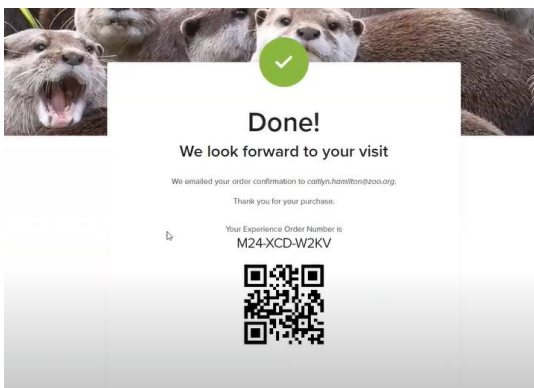 Done!
We look forward to your visit
We emailed your order confirmation to caitlyn.hamilton@zoo.org.
Thank you for your purchase.
Your Experience Order Number is
M24-XCD-W2KV